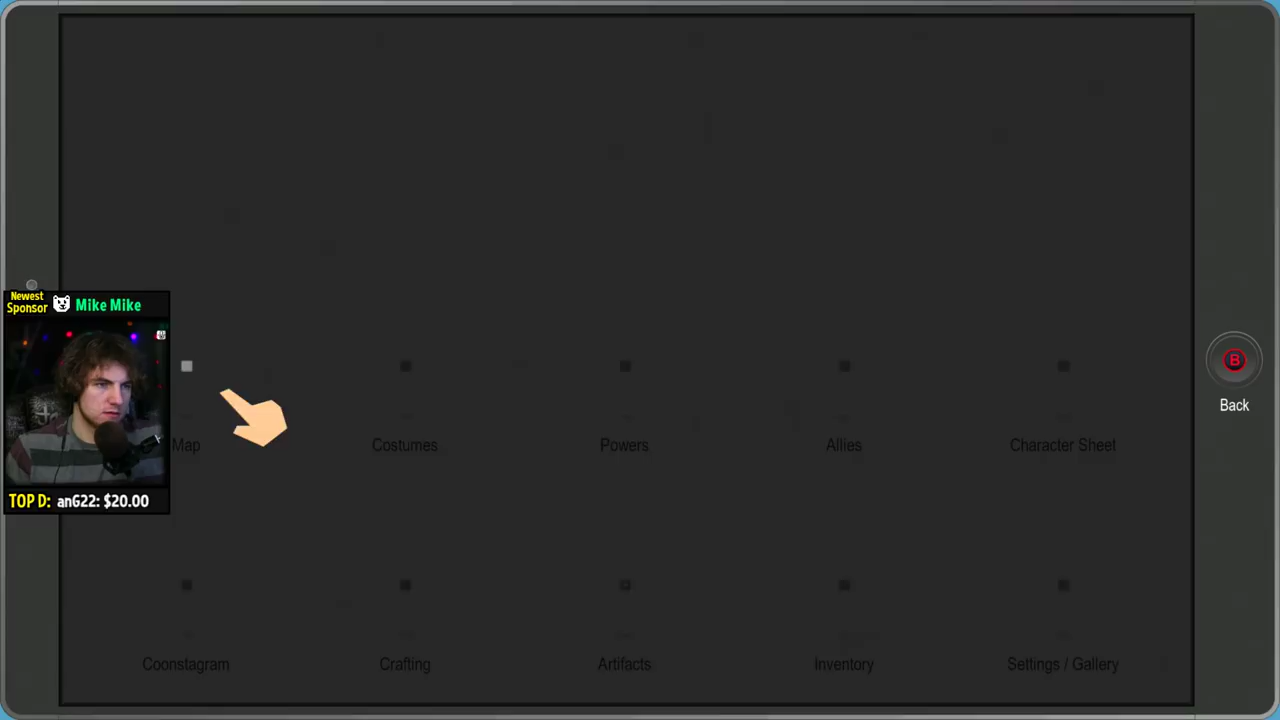 Newest
Sponsor
Mike Mike
TOP D: anG22: $20.00
B
Back
Map
Costumes
Powers
Allies
Character Sheet
Coonstagram
Crafting
Artifacts
Inventory
Settings / Gallery